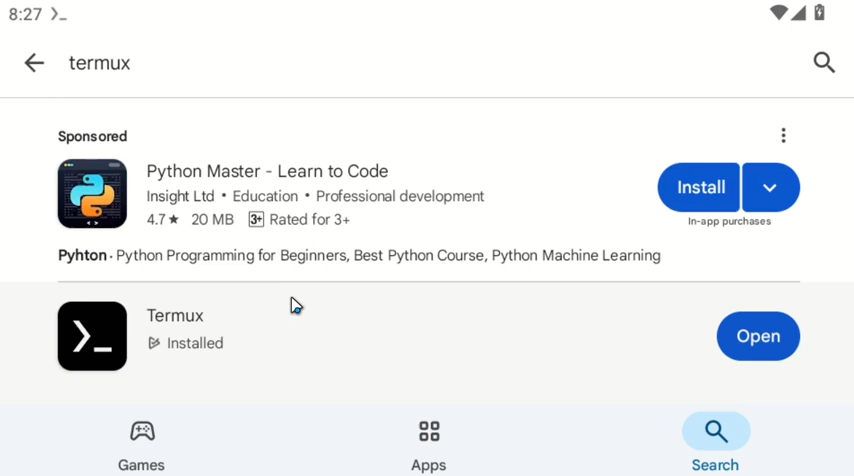 8:27
termux
Sponsored
Python Master - Learn to Code
Insight Ltd • Education • Professional development
4.7★ 20 MB 3+ Rated for 3+
Install
In-app purchases
Pyhton · Python Programming for Beginners, Best Python Course, Python Machine Learning
Termux
Installed
Open
Games
Apps
Search